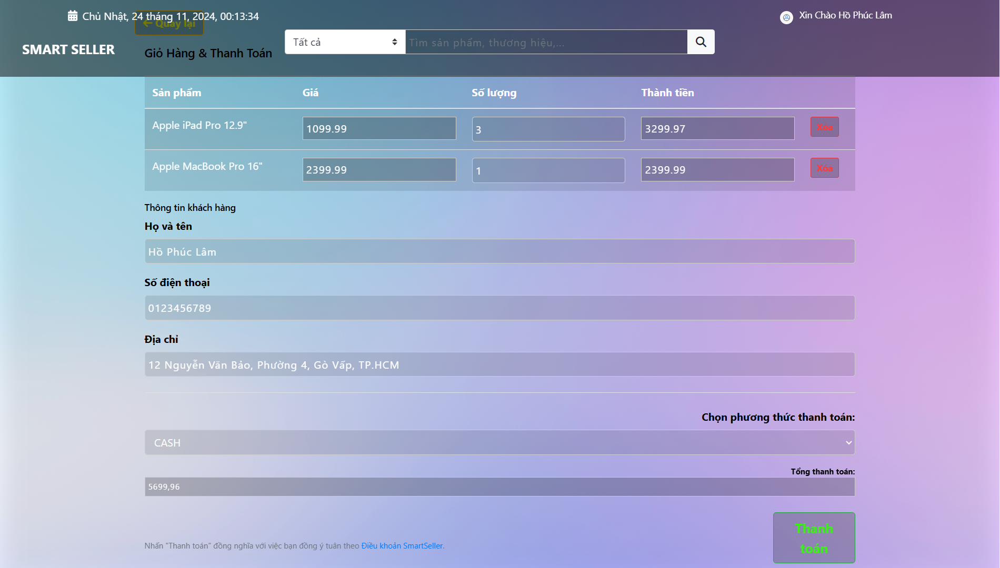 Chủ Nhật, 24 tháng 11, 2024, 00:13:34
Xin Chào Hồ Phúc Lâm
Quay lại
SMART SELLER
Tất cả
Tìm sản phẩm, thương hiệu,...
Giỏ Hàng & Thanh Toán
Sản phẩm Giá Số lượng Thành tiền
Apple iPad Pro 12.9" 1099.99 3 3299.97 Xóa
Apple MacBook Pro 16" 2399.99 1 2399.99 Xóa
Thông tin khách hàng
Họ và tên
Hồ Phúc Lâm
Số điện thoại
0123456789
Địa chỉ
12 Nguyễn Văn Bảo, Phường 4, Gò Vấp, TP.HCM
Chọn phương thức thanh toán:
CASH
Tổng thanh toán:
5699,96
Thanh
toán
Nhấn "Thanh toán" đồng nghĩa với việc bạn đồng ý tuân theo Điều khoản SmartSeller.